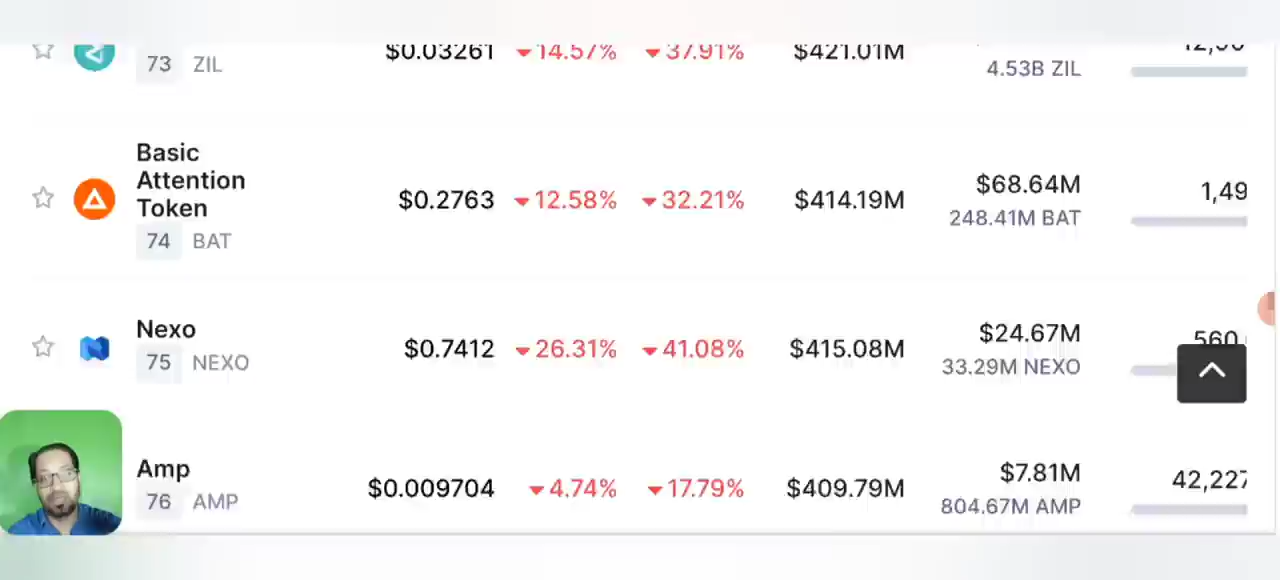 $0.03261 14.57% 37.91% $421.01M
73 ZIL 4.53B ZIL
Basic
Attention
Token
$0.2763 12.58% 32.21% $414.19M $68.64M 1,49
74 BAT 248.41M BAT
Nexo
75 NEXO
$0.7412 26.31% 41.08% $415.08M $24.67M 560
33.29M NEXO
Amp
76 AMP
$0.009704 4.74% 17.79% $409.79M $7.81M 42,227
804.67M AMP